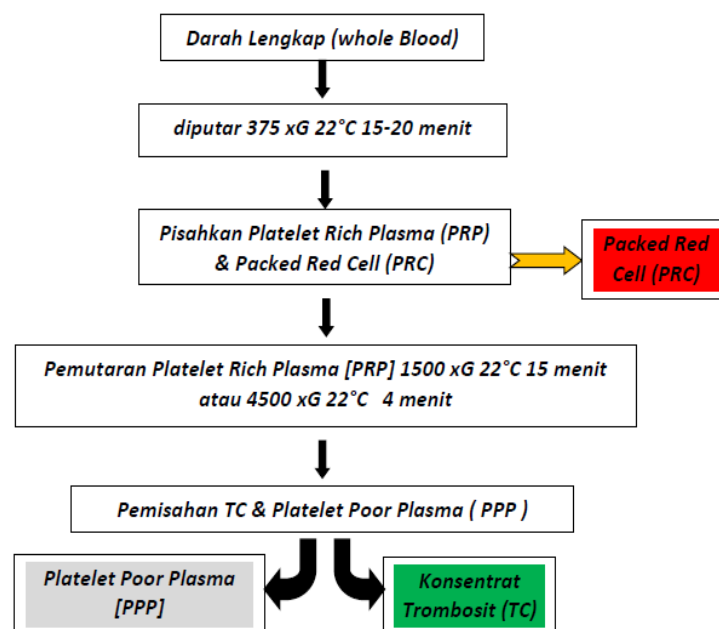 Darah Lengkap (whole Blood)
diputar 375 xG 22°C 15-20 menit
Pisahkan Platelet Rich Plasma (PRP)
& Packed Red Cell (PRC)
Packed Red
Cell (PRC)
Pemutaran Platelet Rich Plasma [PRP] 1500 xG 22°C 15 menit
atau 4500 xG 22°C 4 menit
Pemisahan TC & Platelet Poor Plasma ( PPP )
Platelet Poor Plasma
[PPP]
Konsentrat
Trombosit (TC)